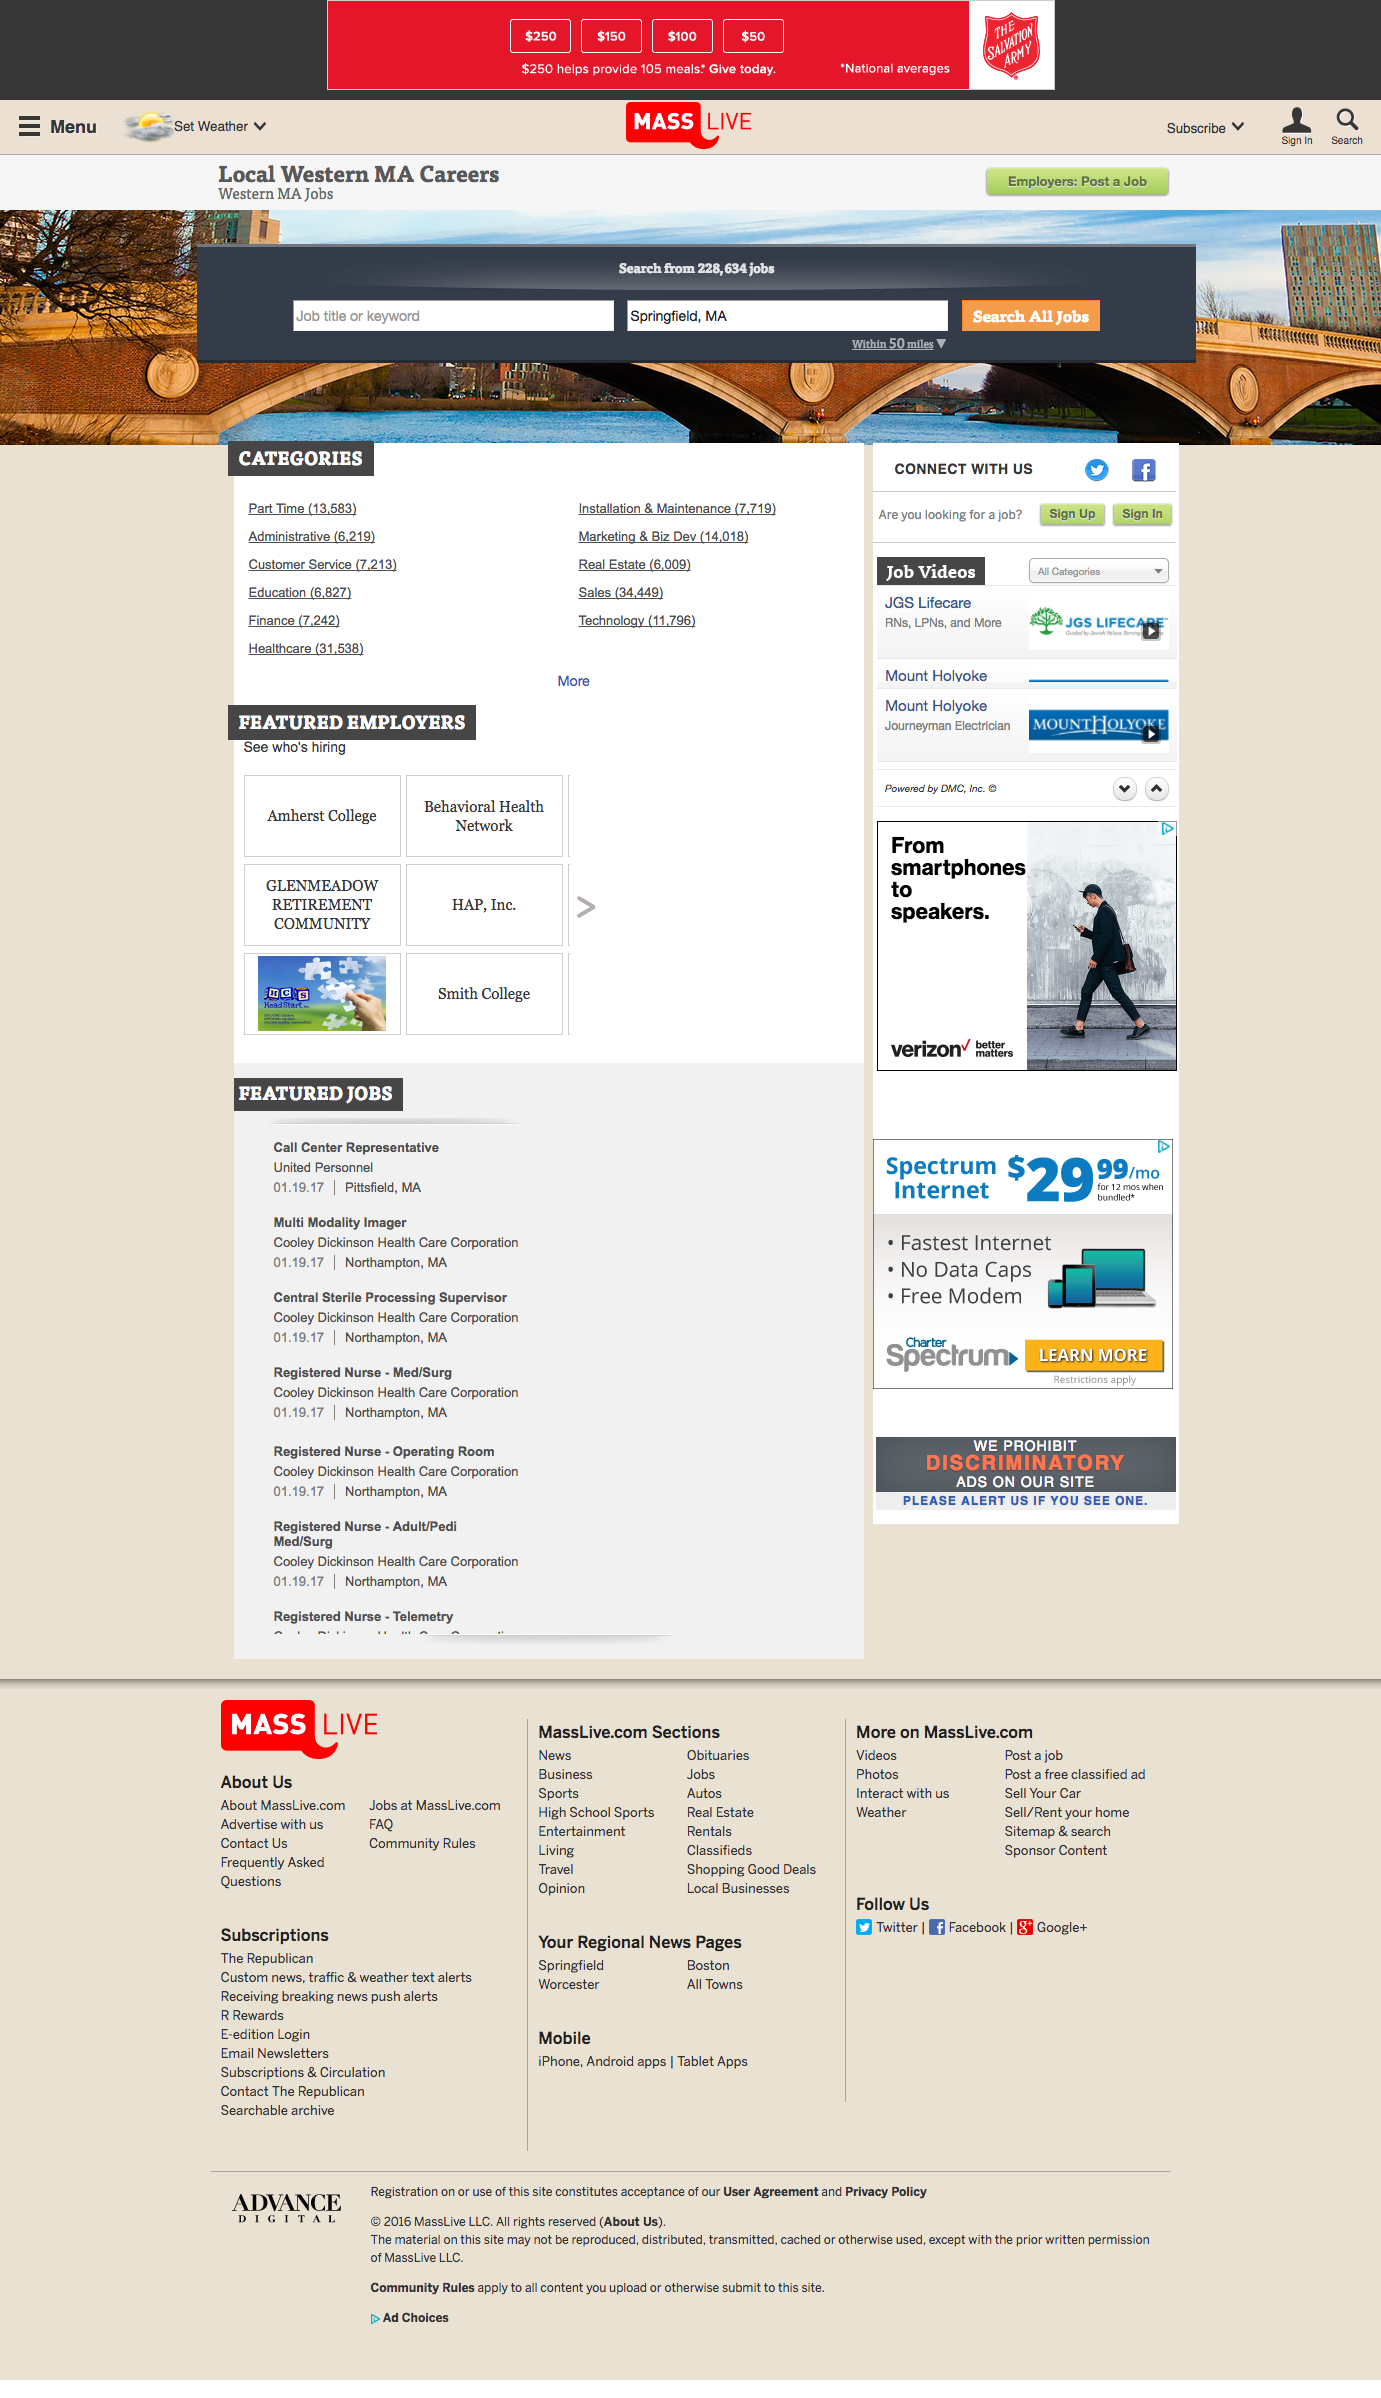 $250 $150 $100 $50
$250 helps provide 105 meals.* Give today.
*National averages
THE SALVATION ARMY
Menu
Set Weather
MASS LIVE
Subscribe
Sign In
Search
Local Western MA Careers
Western MA Jobs
Employers: Post a Job
Search from 228,634 jobs
Job title or keyword
Springfield, MA
Search All Jobs
Within 50 miles
CATEGORIES
Part Time (13,583)
Administrative (6,219)
Customer Service (7,213)
Education (6,827)
Finance (7,242)
Healthcare (31,538)
Installation & Maintenance (7,719)
Marketing & Biz Dev (14,018)
Real Estate (6,009)
Sales (34,449)
Technology (11,796)
More
FEATURED EMPLOYERS
See who's hiring
Amherst College
Behavioral Health
Network
GLENMEADOW
RETIREMENT
COMMUNITY
HAP, Inc.
HCS
Head Start
Smith College
FEATURED JOBS
Call Center Representative
United Personnel
01.19.17 | Pittsfield, MA
Multi Modality Imager
Cooley Dickinson Health Care Corporation
01.19.17 | Northampton, MA
Central Sterile Processing Supervisor
Cooley Dickinson Health Care Corporation
01.19.17 | Northampton, MA
Registered Nurse - Med/Surg
Cooley Dickinson Health Care Corporation
01.19.17 | Northampton, MA
Registered Nurse - Operating Room
Cooley Dickinson Health Care Corporation
01.19.17 | Northampton, MA
Registered Nurse - Adult/Pedi
Med/Surg
Cooley Dickinson Health Care Corporation
01.19.17 | Northampton, MA
Registered Nurse - Telemetry
CONNECT WITH US
Are you looking for a job?
Sign Up
Sign In
Job Videos
All Categories
JGS Lifecare
RNs, LPNs, and More
JGS LIFECARE
Mount Holyoke
Mount Holyoke
Journeyman Electrician
MOUNT HOLYOKE
Powered by DMC, Inc. ©
From
smartphones
to
speakers.
verizon✓ better
matters
Spectrum
Internet
$29 99/mo
for 12 mos when
bundled*
• Fastest Internet
• No Data Caps
• Free Modem
Charter
Spectrum
LEARN MORE
Restrictions apply
WE PROHIBIT
DISCRIMINATORY
ADS ON OUR SITE
PLEASE ALERT US IF YOU SEE ONE.
MASS LIVE
About Us
About MassLive.com
Advertise with us
Contact Us
Frequently Asked
Questions
Jobs at MassLive.com
FAQ
Community Rules
Subscriptions
The Republican
Custom news, traffic & weather text alerts
Receiving breaking news push alerts
R Rewards
E-edition Login
Email Newsletters
Subscriptions & Circulation
Contact The Republican
Searchable archive
MassLive.com Sections
News
Business
Sports
High School Sports
Entertainment
Living
Travel
Opinion
Obituaries
Jobs
Autos
Real Estate
Rentals
Classifieds
Shopping Good Deals
Local Businesses
Your Regional News Pages
Springfield
Worcester
Boston
All Towns
Mobile
iPhone, Android apps | Tablet Apps
More on MassLive.com
Videos
Photos
Interact with us
Weather
Post a job
Post a free classified ad
Sell Your Car
Sell/Rent your home
Sitemap & search
Sponsor Content
Follow Us
Twitter | Facebook | Google+
ADVANCE
DIGITAL
Registration on or use of this site constitutes acceptance of our User Agreement and Privacy Policy
© 2016 MassLive LLC. All rights reserved (About Us).
The material on this site may not be reproduced, distributed, transmitted, cached or otherwise used, except with the prior written permission
of MassLive LLC.
Community Rules apply to all content you upload or otherwise submit to this site.
Ad Choices